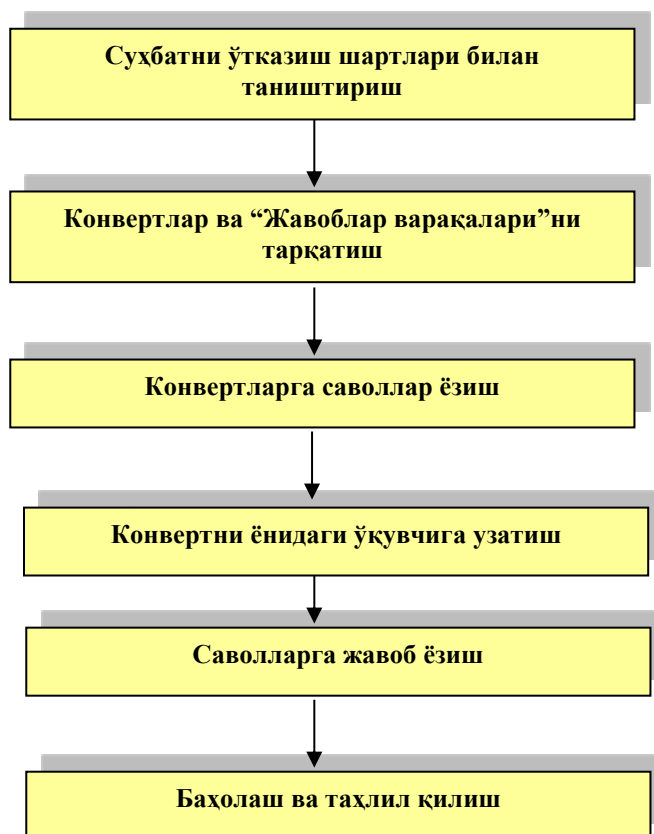 Суҳбатни ўтказиш шартлари билан
таништириш
Конвертлар ва “Жавоблар варақалари”ни
тарқатиш
Конвертларга саволлар ёзиш
Конвертни ёнидаги ўқувчига узатиш
Саволларга жавоб ёзиш
Баҳолаш ва таҳлил қилиш